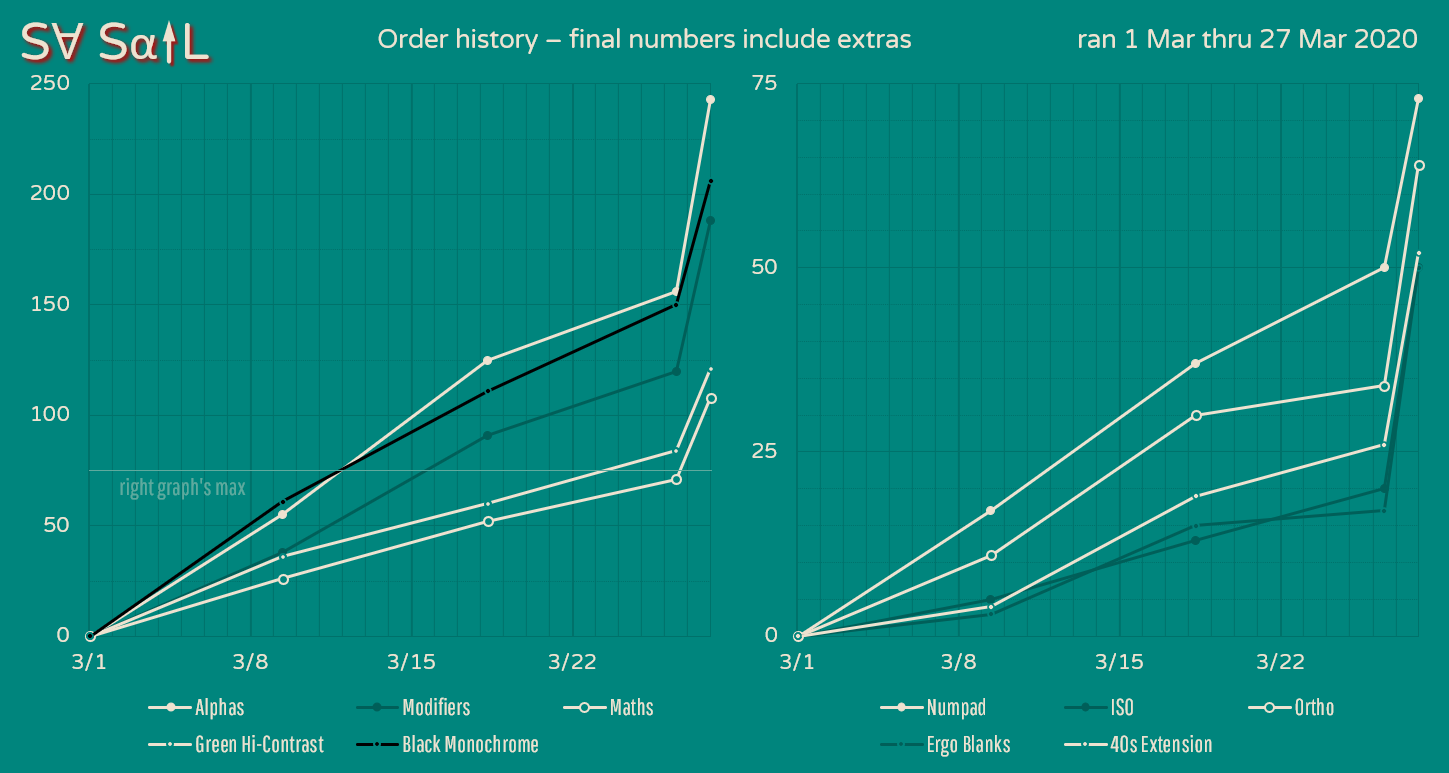 S∀ Sα↑L
Order history – final numbers include extras
ran 1 Mar thru 27 Mar 2020
250
200
150
100
50
0
right graph's max
3/1 3/8 3/15 3/22
Alphas Modifiers Maths
Green Hi-Contrast Black Monochrome
75
50
25
0
3/1 3/8 3/15 3/22
Numpad ISO Ortho
Ergo Blanks 40s Extension